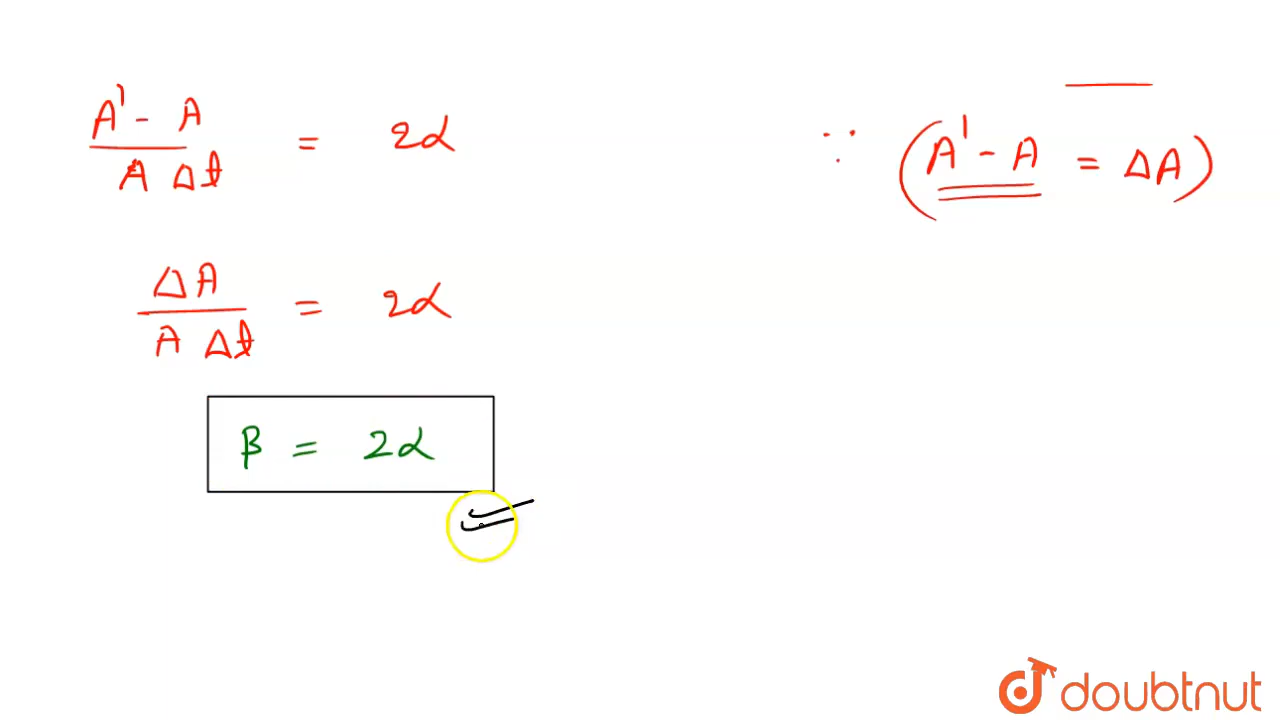 A' - A / A Δt = 2α
∵ (A' - A = ΔA)
ΔA / A Δt = 2α
β = 2α
doubtnut